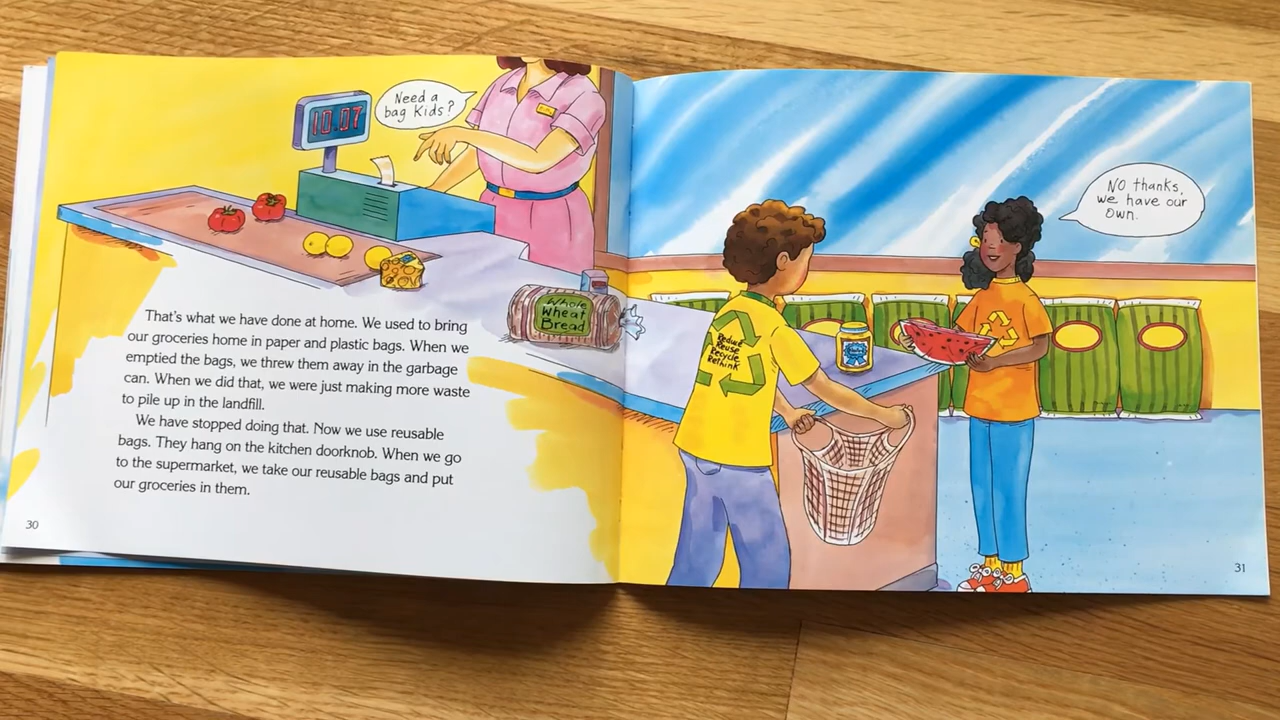 10.07
Need a
bag Kids?
Whole
Wheat
Bread
That's what we have done at home. We used to bring
our groceries home in paper and plastic bags. When we
emptied the bags, we threw them away in the garbage
can. When we did that, we were just making more waste
to pile up in the landfill.
We have stopped doing that. Now we use reusable
bags. They hang on the kitchen doorknob. When we go
to the supermarket, we take our reusable bags and put
our groceries in them.
30
NO thanks,
we have our
own.
Reduce
Reuse
Recycle
Rethink
31